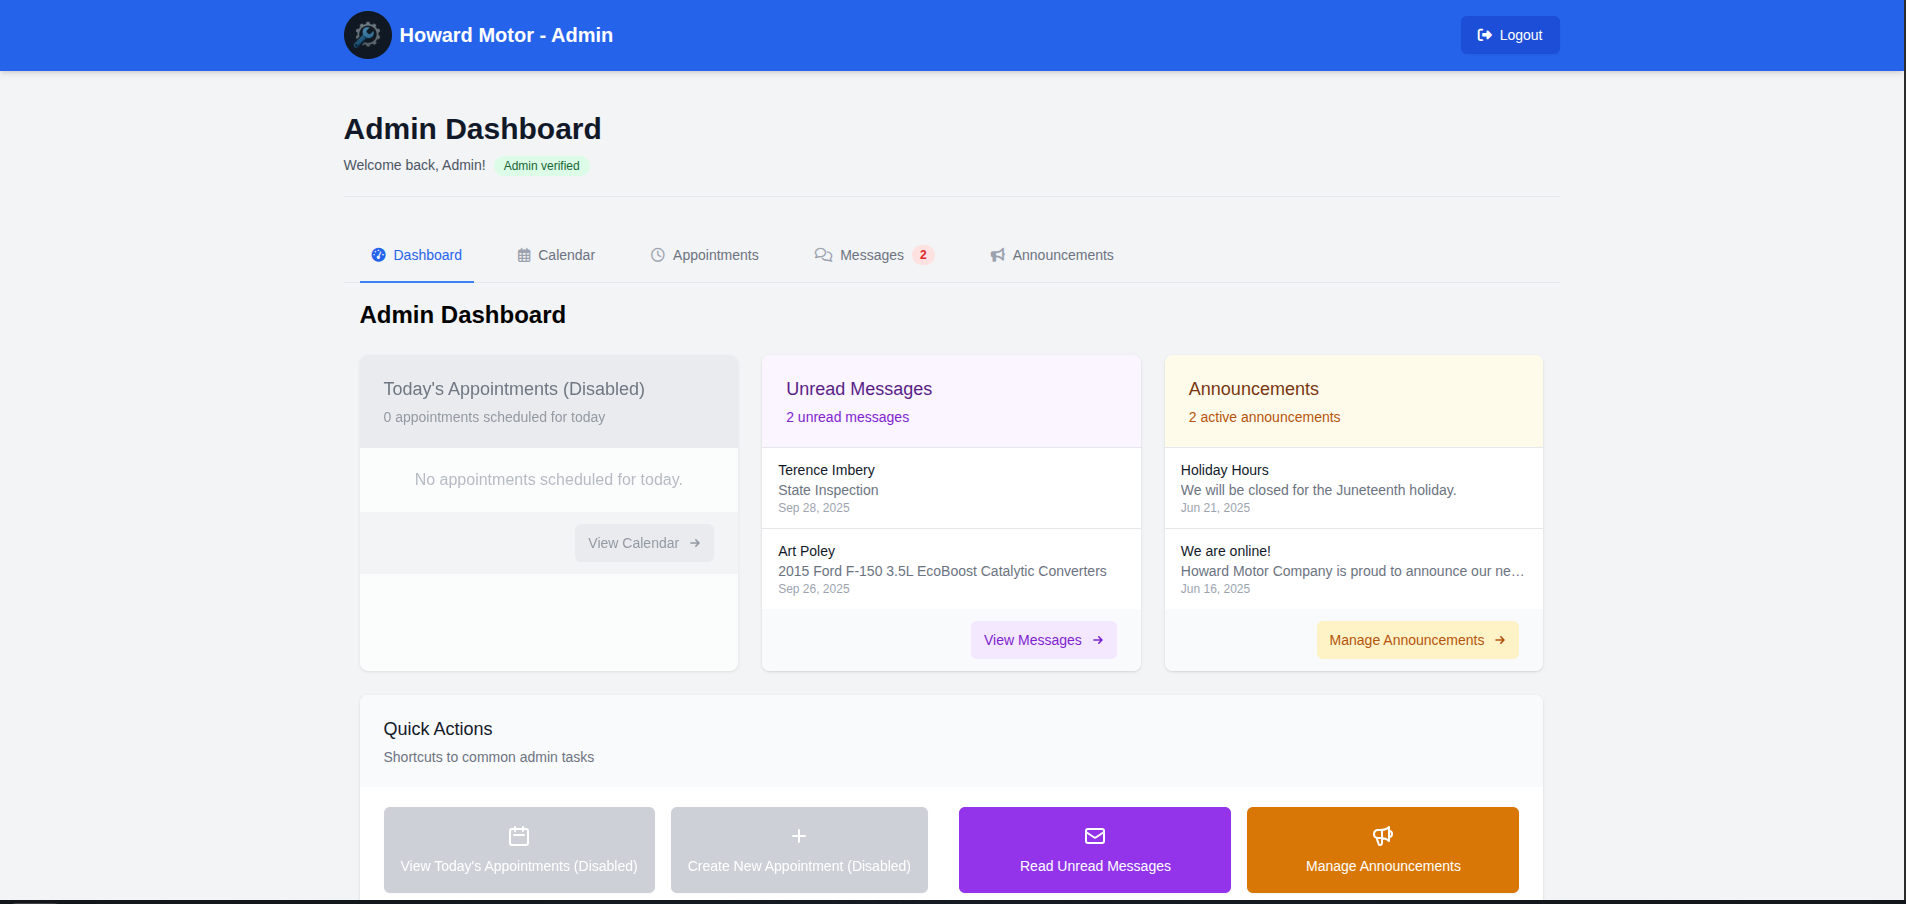 Howard Motor - Admin
Logout
Admin Dashboard
Welcome back, Admin! Admin verified
Dashboard
Calendar
Appointments
Messages 2
Announcements
Admin Dashboard
Today's Appointments (Disabled)
0 appointments scheduled for today
No appointments scheduled for today.
View Calendar
Unread Messages
2 unread messages
Terence Imbery
State Inspection
Sep 28, 2025
Art Poley
2015 Ford F-150 3.5L EcoBoost Catalytic Converters
Sep 26, 2025
View Messages
Announcements
2 active announcements
Holiday Hours
We will be closed for the Juneteenth holiday.
Jun 21, 2025
We are online!
Howard Motor Company is proud to announce our ne…
Jun 16, 2025
Manage Announcements
Quick Actions
Shortcuts to common admin tasks
View Today's Appointments (Disabled)
Create New Appointment (Disabled)
Read Unread Messages
Manage Announcements